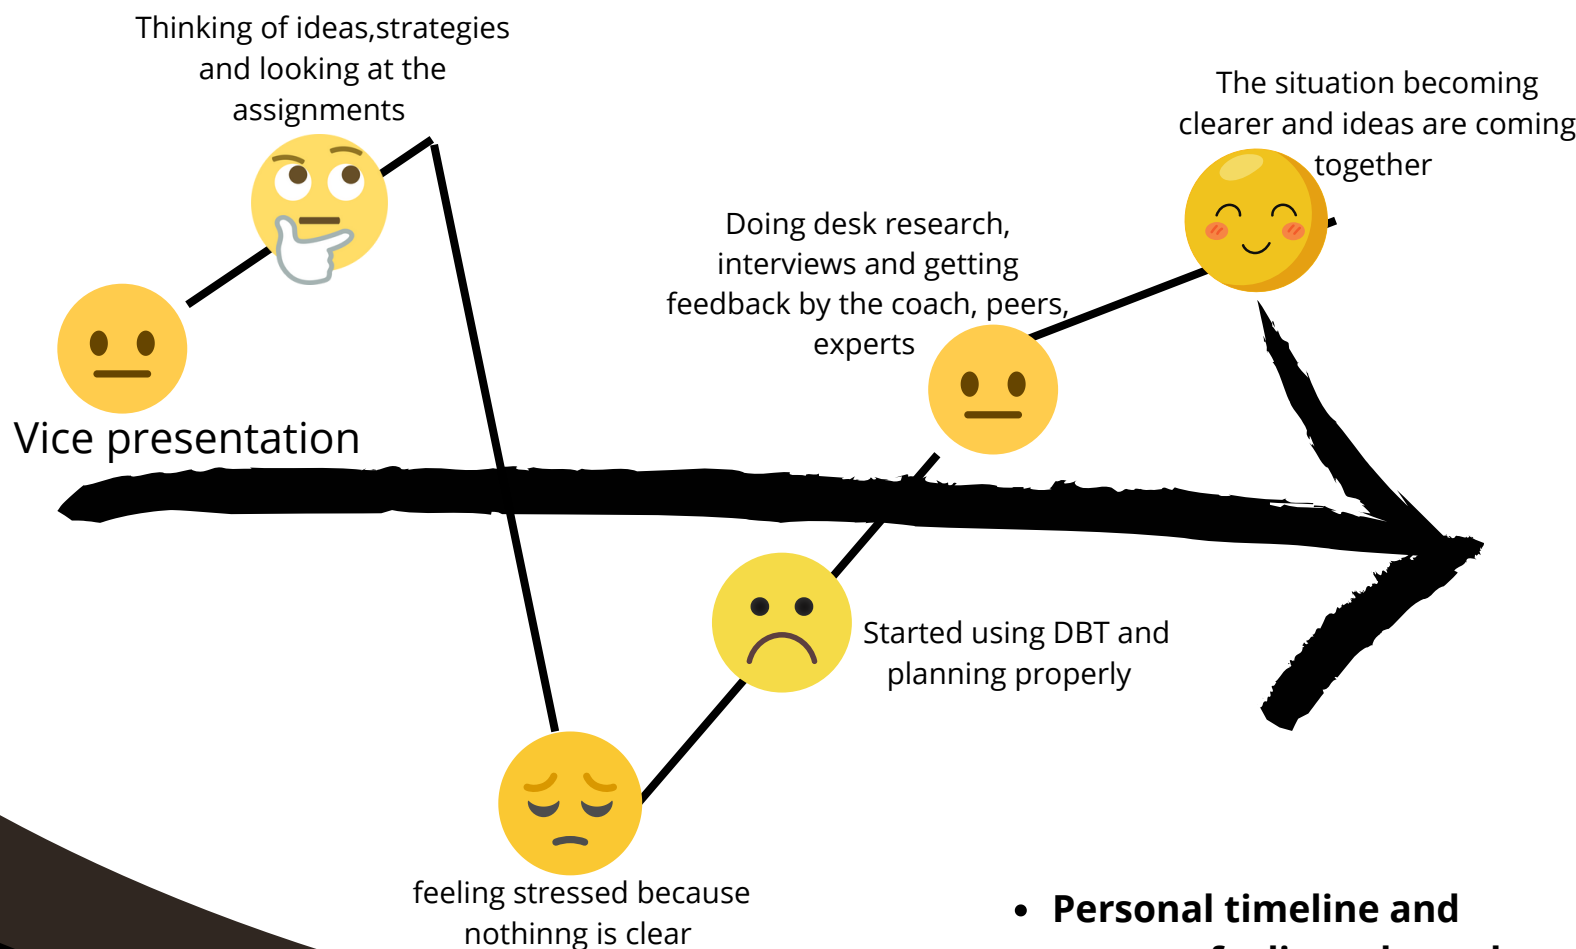 Thinking of ideas,strategies
and looking at the
assignments
The situation becoming
clearer and ideas are coming
together
Doing desk research,
interviews and getting
feedback by the coach, peers,
experts
Vice presentation
Started using DBT and
planning properly
feeling stressed because
nothinng is clear
• Personal timeline and